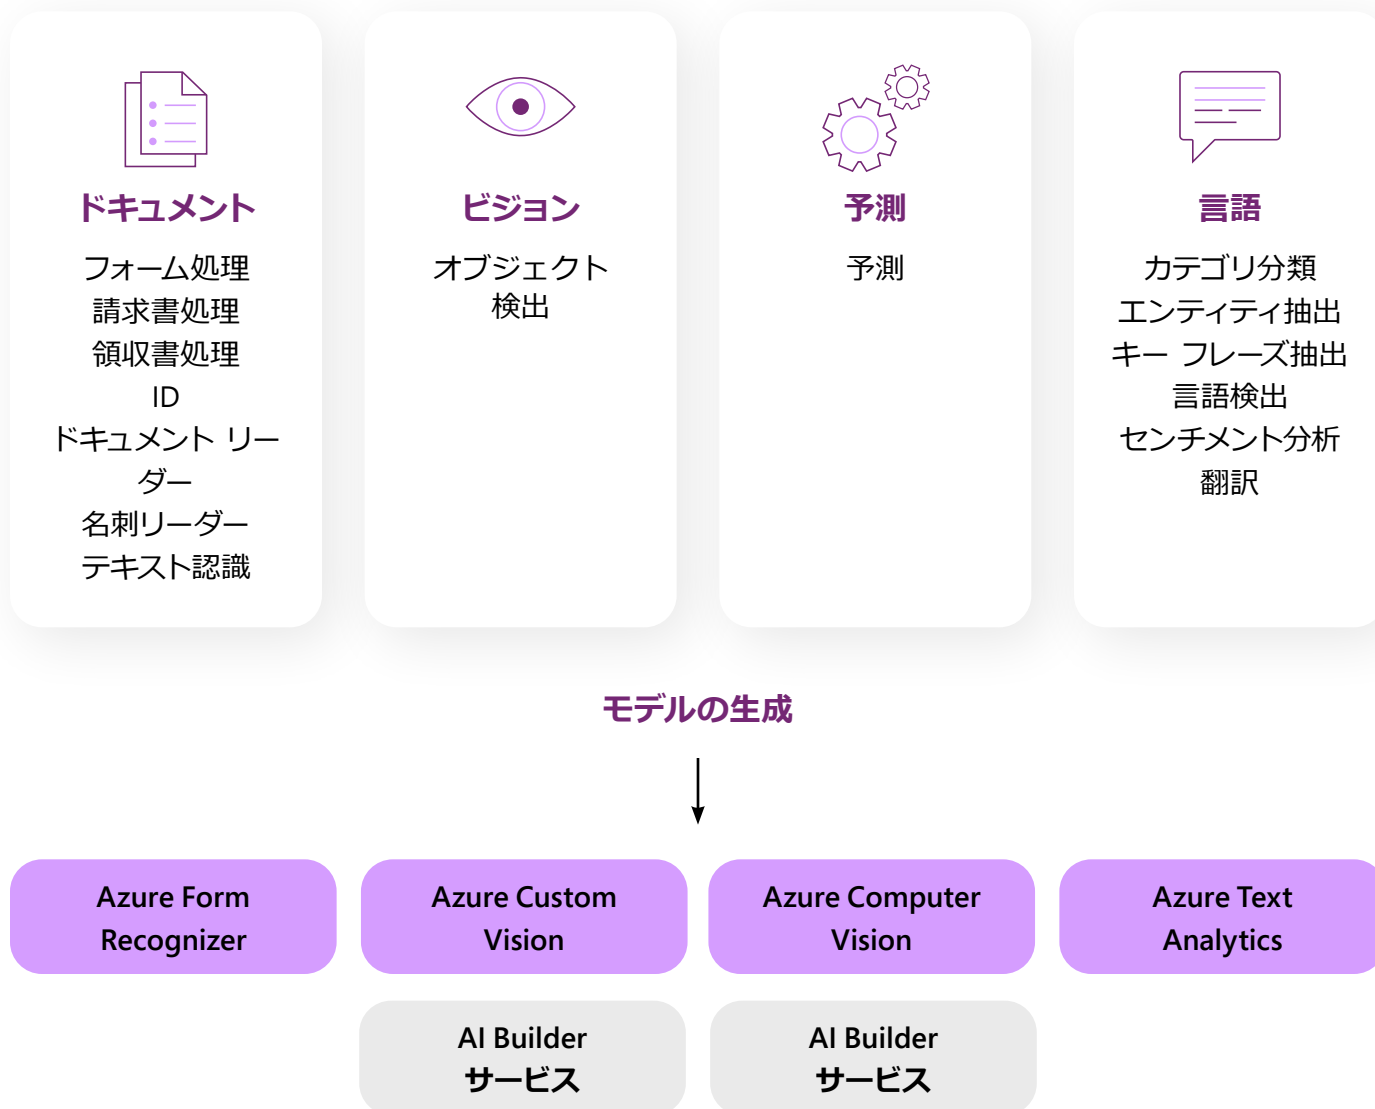 ドキュメント
フォーム処理
請求書処理
領収書処理
ID
ドキュメント リー
ダー
名刺リーダー
テキスト認識
ビジョン
オブジェクト
検出
予測
予測
言語
カテゴリ分類
エンティティ抽出
キー フレーズ抽出
言語検出
センチメント分析
翻訳
モデルの生成
Azure Form
Recognizer
Azure Custom
Vision
Azure Computer
Vision
Azure Text
Analytics
AI Builder
サービス
AI Builder
サービス